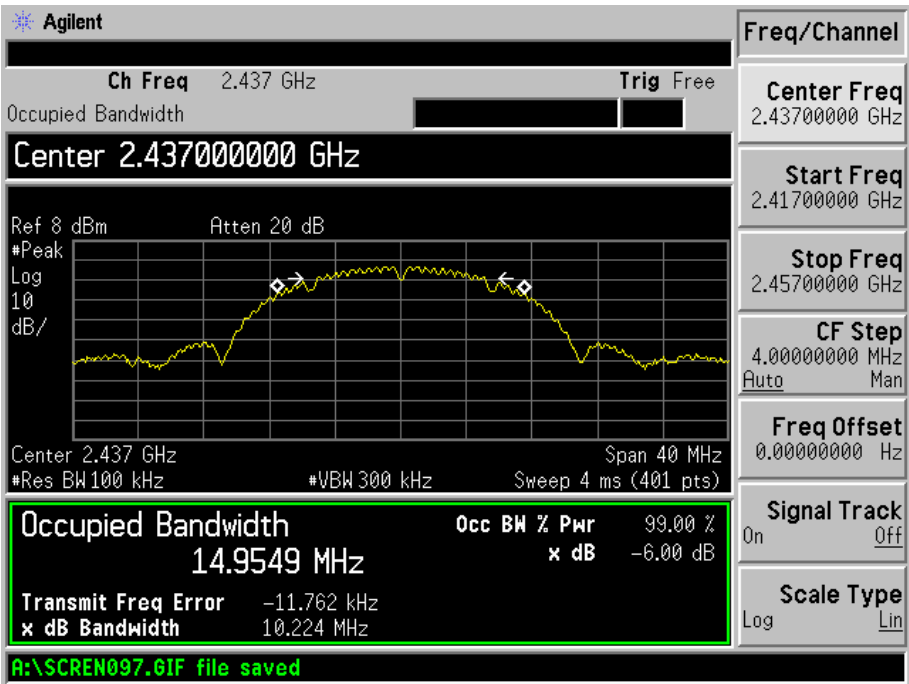 Agilent
Freq/Channel
Ch Freq 2.437 GHz Trig Free
Occupied Bandwidth
Center 2.437000000 GHz
Ref 8 dBm Atten 20 dB
#Peak
Log
10
dB/
Center 2.437 GHz Span 40 MHz
#Res BW 100 kHz #VBW 300 kHz Sweep 4 ms (401 pts)
Occupied Bandwidth Occ BW % Pwr 99.00 %
14.9549 MHz x dB -6.00 dB
Transmit Freq Error -11.762 kHz
x dB Bandwidth 10.224 MHz
A:\SCREN097.GIF file saved
Center Freq
2.43700000 GHz
Start Freq
2.41700000 GHz
Stop Freq
2.45700000 GHz
CF Step
4.00000000 MHz
Auto Man
Freq Offset
0.00000000 Hz
Signal Track
On Off
Scale Type
Log Lin